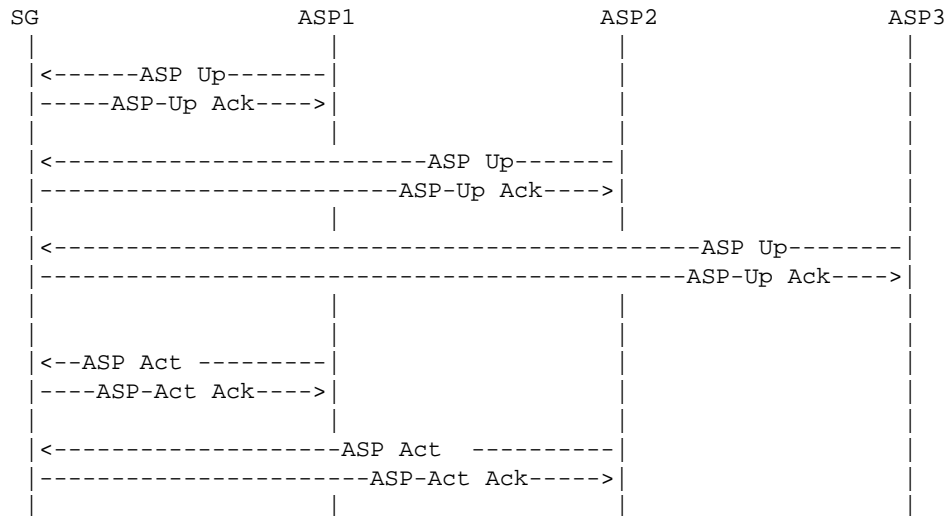 SG ASP1 ASP2 ASP3
<------ASP Up-------
-----ASP-Up Ack---->
<--------------------------ASP Up-------
-------------------------ASP-Up Ack---->
<---------------------------------------------ASP Up--------
---------------------------------------------ASP-Up Ack---->
<--ASP Act ---------
----ASP-Act Ack---->
<--------------------ASP Act ----------
-----------------------ASP-Act Ack----->